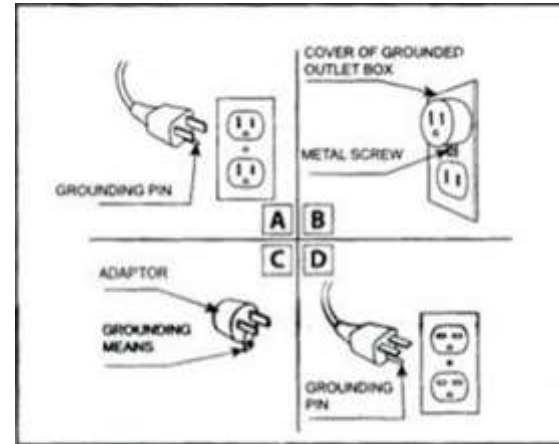 GROUNDING PIN
A
COVER OF GROUNDED
OUTLET BOX
METAL SCREW
B
C
ADAPTOR
GROUNDING
MEANS
D
GROUNDING
PIN